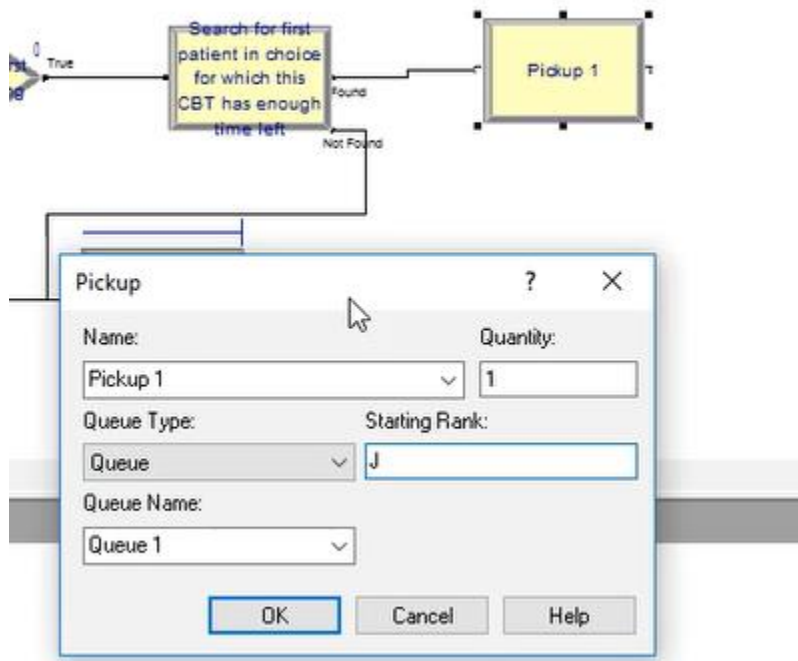 0
True
Search for first
patient in choice
for which this
CBT has enough
time left
Found
Not Found
Pickup 1
Pickup
?
Name:
Quantity:
Pickup 1
1
Queue Type:
Starting Rank:
Queue
J
Queue Name:
Queue 1
OK
Cancel
Help